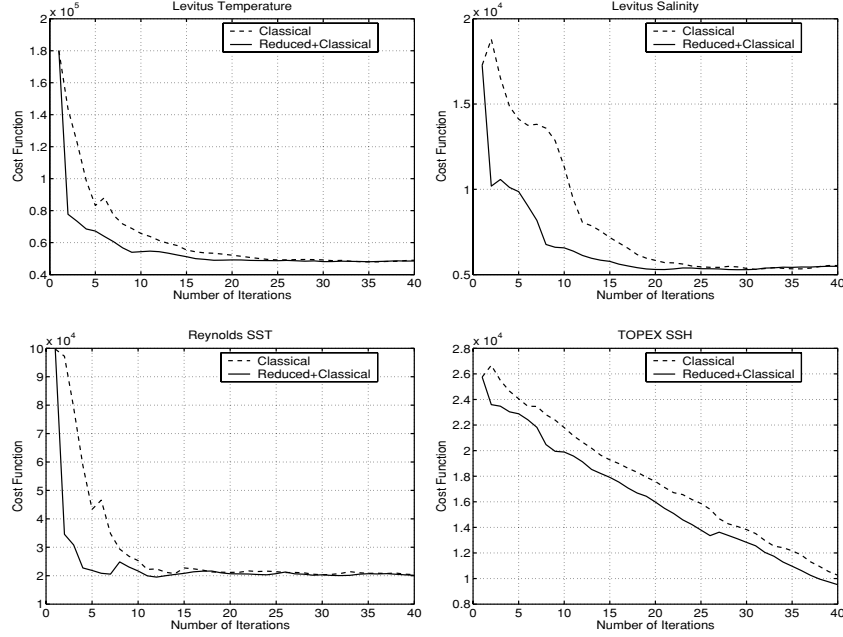 Levitus Temperature
x 10^5
2
1.8
1.6
1.4
1.2
1
0.8
0.6
0.4
Cost Function
Classical
Reduced+Classical
0 5 10 15 20 25 30 35 40
Number of Iterations
Levitus Salinity
x 10^4
2
1.5
1
0.5
Cost Function
Classical
Reduced+Classical
0 5 10 15 20 25 30 35 40
Number of Iterations
Reynolds SST
x 10^4
10
9
8
7
6
5
4
3
2
1
Cost Function
Classical
Reduced+Classical
0 5 10 15 20 25 30 35 40
Number of Iterations
TOPEX SSH
x 10^4
2.8
2.6
2.4
2.2
2
1.8
1.6
1.4
1.2
1
0.8
Cost Function
Classical
Reduced+Classical
0 5 10 15 20 25 30 35 40
Number of Iterations